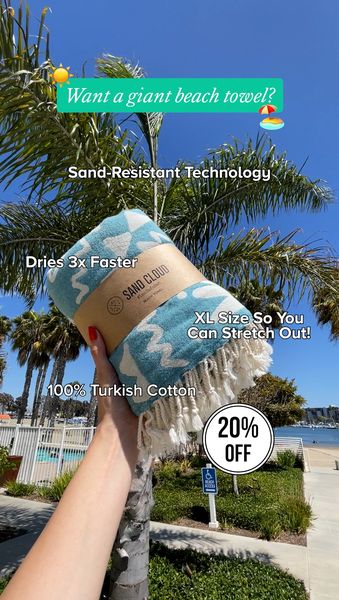 Want a giant beach towel?
Sand-Resistant Technology
Dries 3x Faster
SAND CLOUD
XL Size So You
Can Stretch Out!
100% Turkish Cotton
20%
OFF